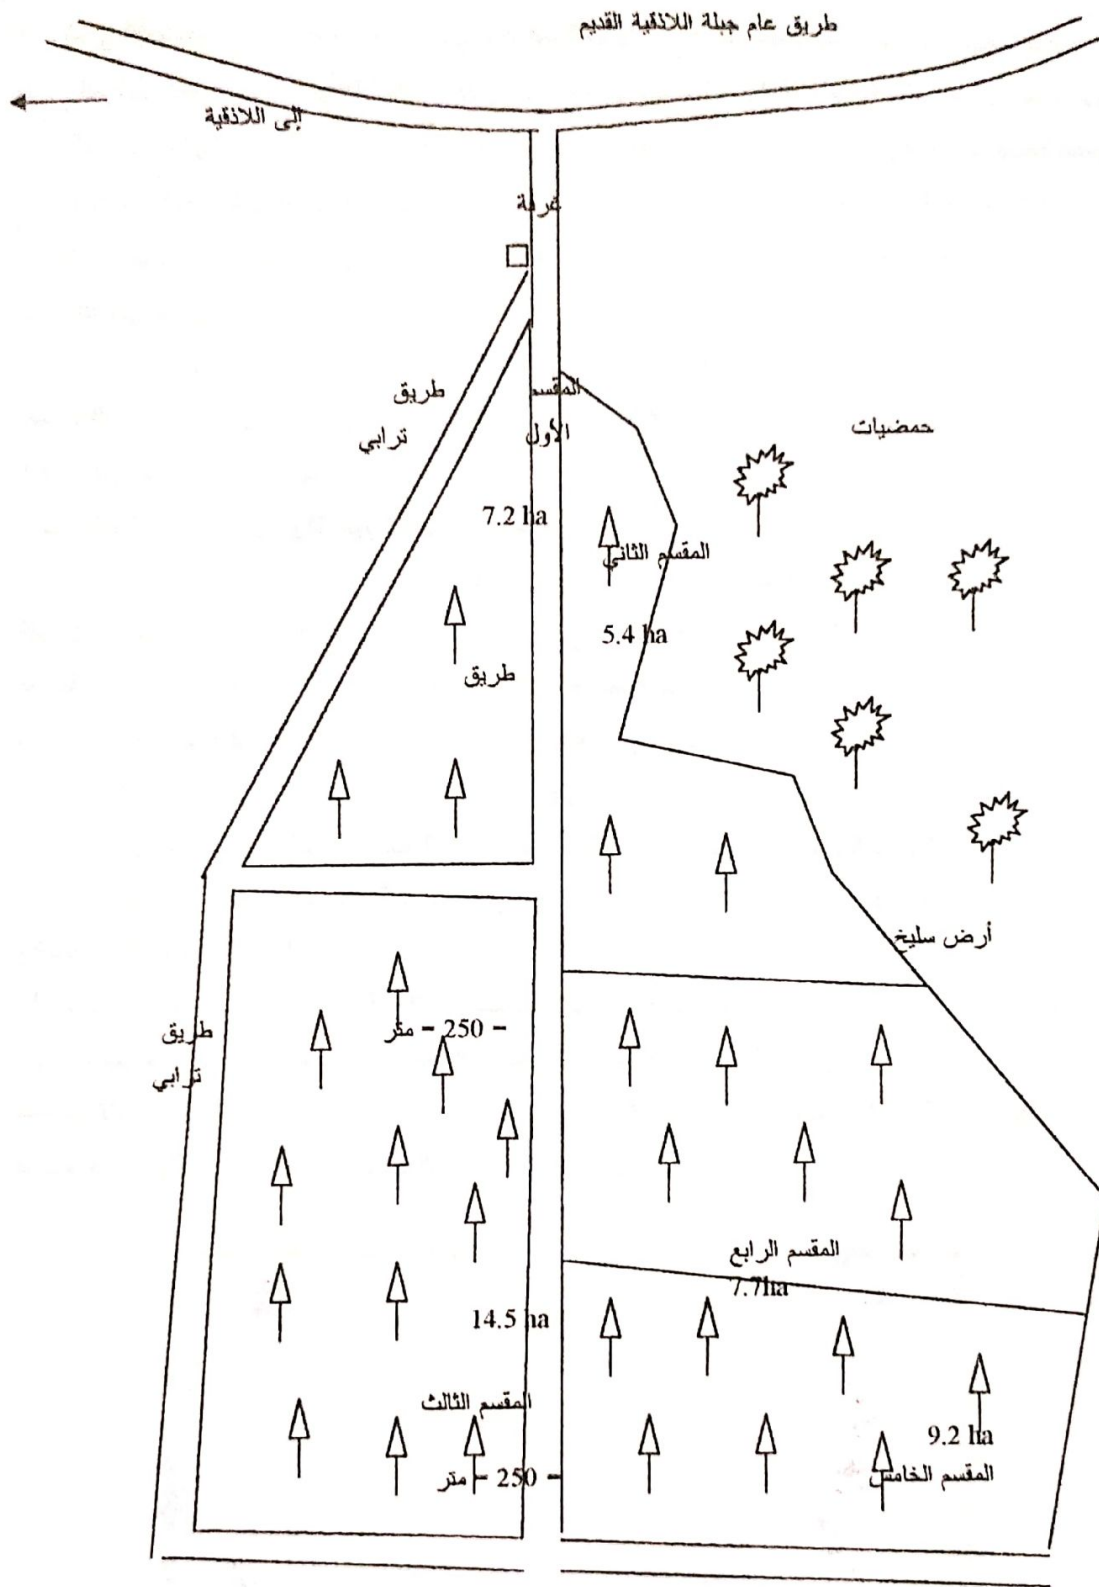 طريق عام جبلة اللاذقية القديم
إلى اللاذقية
غرفة
طريق
ترابي
المقسم
الأول
7.2 ha
حمضيات
المقسم الثاني
5.4 ha
طريق
أرض سليخ
- 250 - متر
طريق
ترابي
المقسم الرابع
7.7ha
14.5 ha
المقسم الثالث
- 250 - متر
9.2 ha
المقسم الخامس